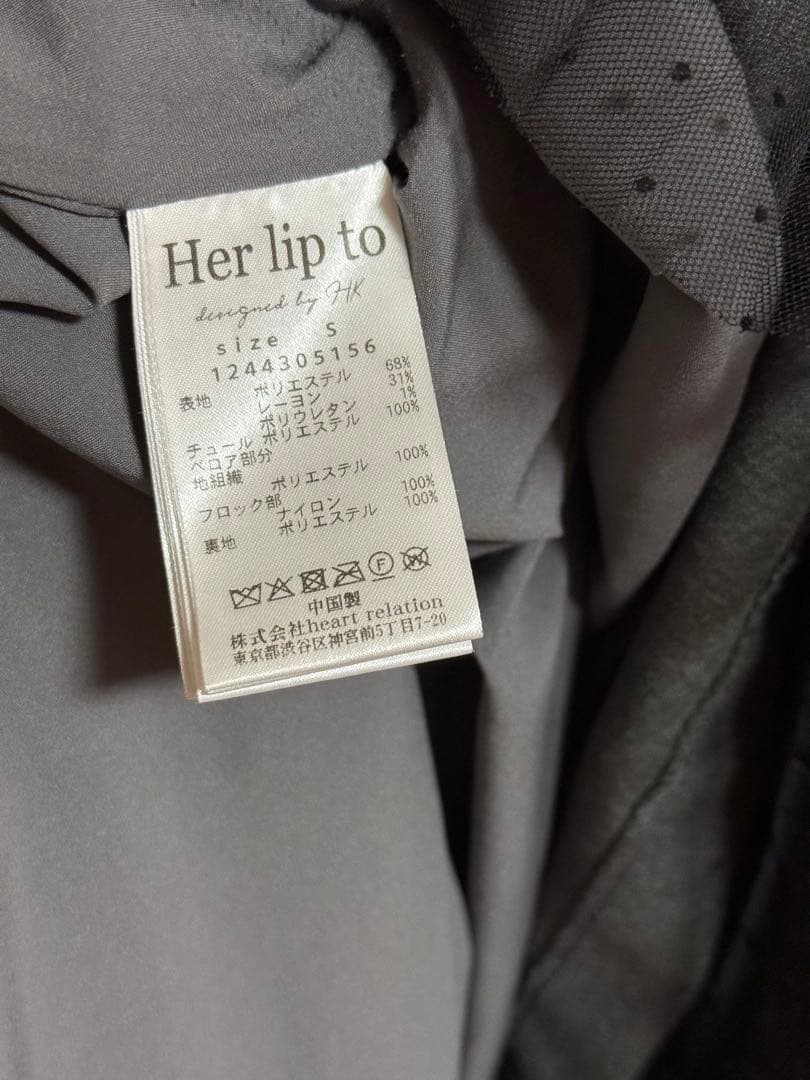 Her lip to
designed by HK
size S
1244305156
表地 ポリエステル 68%
レーヨン 31%
ポリウレタン 1%
チュール ポリエステル 100%
ベロア部分
地組織 ポリエステル 100%
フロック部 ナイロン 100%
裏地 ポリエステル 100%
F W
中国製
株式会社heart relation
東京都渋谷区神宮前5丁目7-20